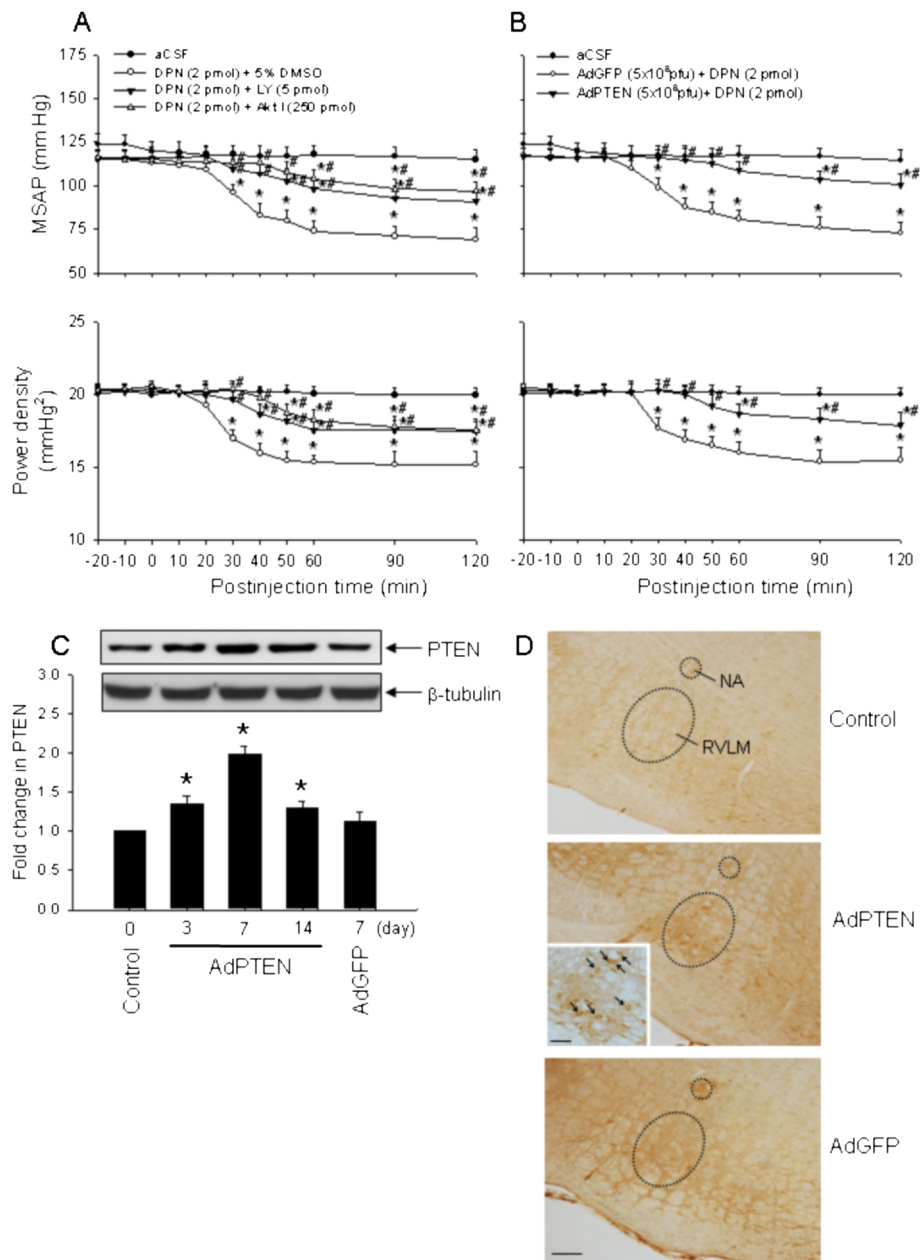 A
B
aCSF
DPN (2 pmol) + 5% DMSO
DPN (2 pmol) + LY (5 pmol)
DPN (2 pmol) + Akt I (250 pmol)
aCSF
AdGFP (5x10⁸pfu) + DPN (2 pmol)
AdPTEN (5x10⁸pfu)+ DPN (2 pmol)
MSAP (mm Hg)
175
150
125
100
75
50
Power density
(mmHg²)
25
20
15
10
-20 -10 0 10 20 30 40 50 60 90 120
-20 -10 0 10 20 30 40 50 60 90 120
Postinjection time (min)
Postinjection time (min)
C
PTEN
β-tubulin
Fold change in PTEN
3.0
2.5
2.0
1.5
1.0
0.5
0.0
0 3 7 14 7 (day)
Control
AdPTEN
AdGFP
D
NA
RVLM
Control
AdPTEN
AdGFP